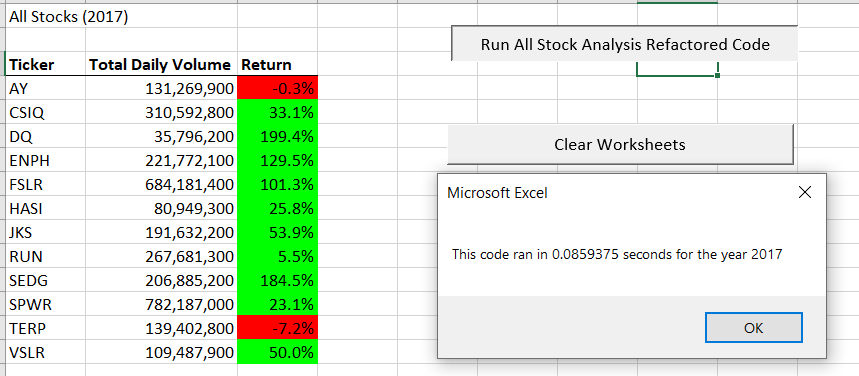 All Stocks (2017)
Run All Stock Analysis Refactored Code
Ticker Total Daily Volume Return
AY 131,269,900 -0.3%
CSIQ 310,592,800 33.1%
DQ 35,796,200 199.4%
ENPH 221,772,100 129.5%
FSLR 684,181,400 101.3%
HASI 80,949,300 25.8%
JKS 191,632,200 53.9%
RUN 267,681,300 5.5%
SEDG 206,885,200 184.5%
SPWR 782,187,000 23.1%
TERP 139,402,800 -7.2%
VSLR 109,487,900 50.0%
Clear Worksheets
Microsoft Excel
This code ran in 0.0859375 seconds for the year 2017
OK